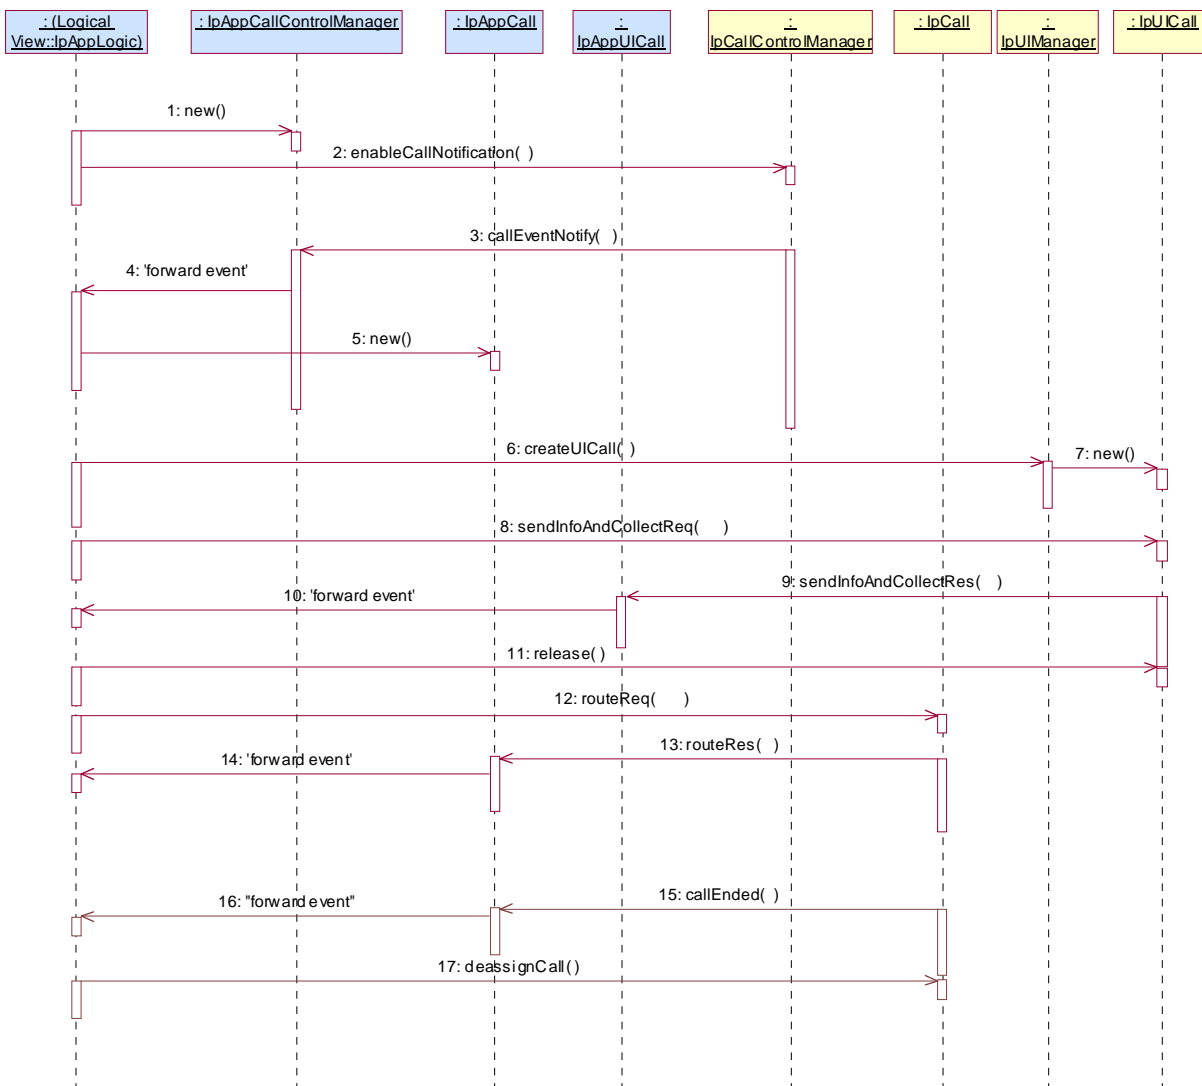 : (Logical
View::IpAppLogic)
: IpAppCallControlManager
: IpAppCall
:
IpAppUICall
:
IpCallControlManager
: IpCall
:
IpUIManager
: IpUICall
1: new()
2: enableCallNotification( )
3: callEventNotify( )
4: 'forward event'
5: new()
6: createUICall( )
7: new()
8: sendInfoAndCollectReq( )
9: sendInfoAndCollectRes( )
10: 'forward event'
11: release( )
12: routeReq( )
13: routeRes( )
14: 'forward event'
15: callEnded( )
16: "forward event"
17: deassignCall( )